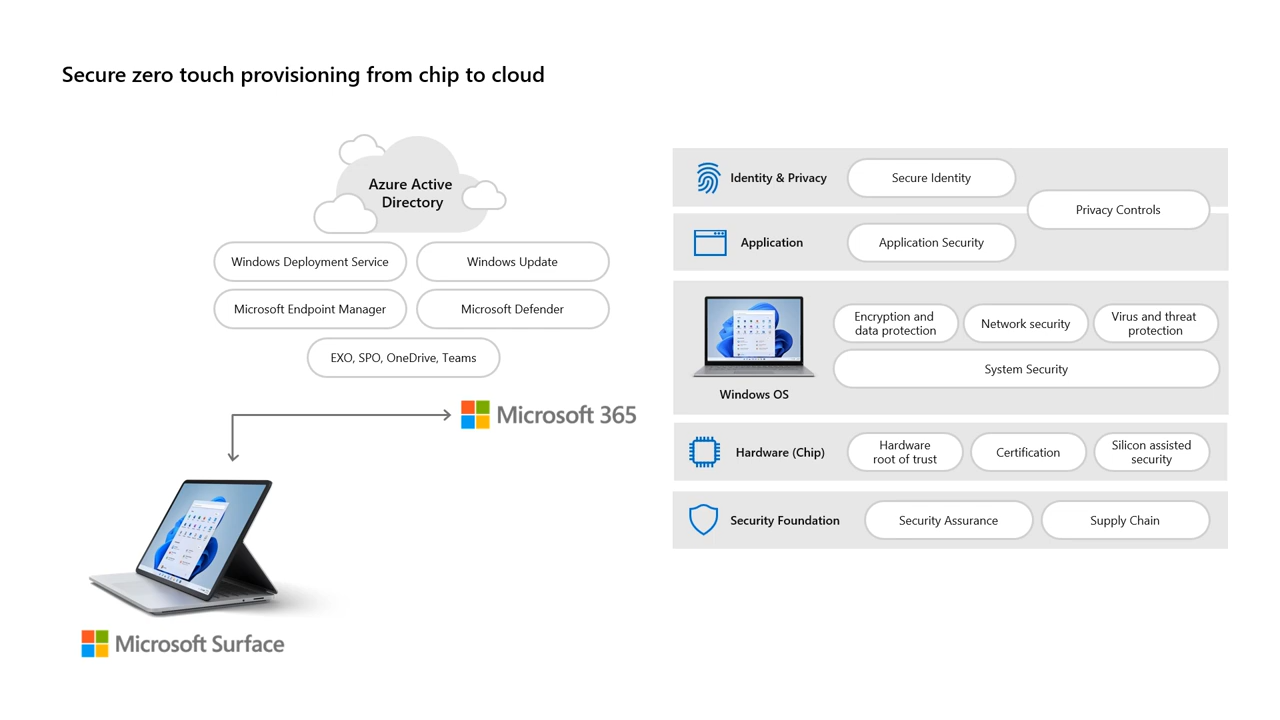 Secure zero touch provisioning from chip to cloud
Azure Active
Directory
Windows Deployment Service
Windows Update
Microsoft Endpoint Manager
Microsoft Defender
EXO, SPO, OneDrive, Teams
Microsoft 365
Microsoft Surface
Identity & Privacy
Secure Identity
Privacy Controls
Application
Application Security
Windows OS
Encryption and
data protection
Network security
Virus and threat
protection
System Security
Hardware (Chip)
Hardware
root of trust
Certification
Silicon assisted
security
Security Foundation
Security Assurance
Supply Chain